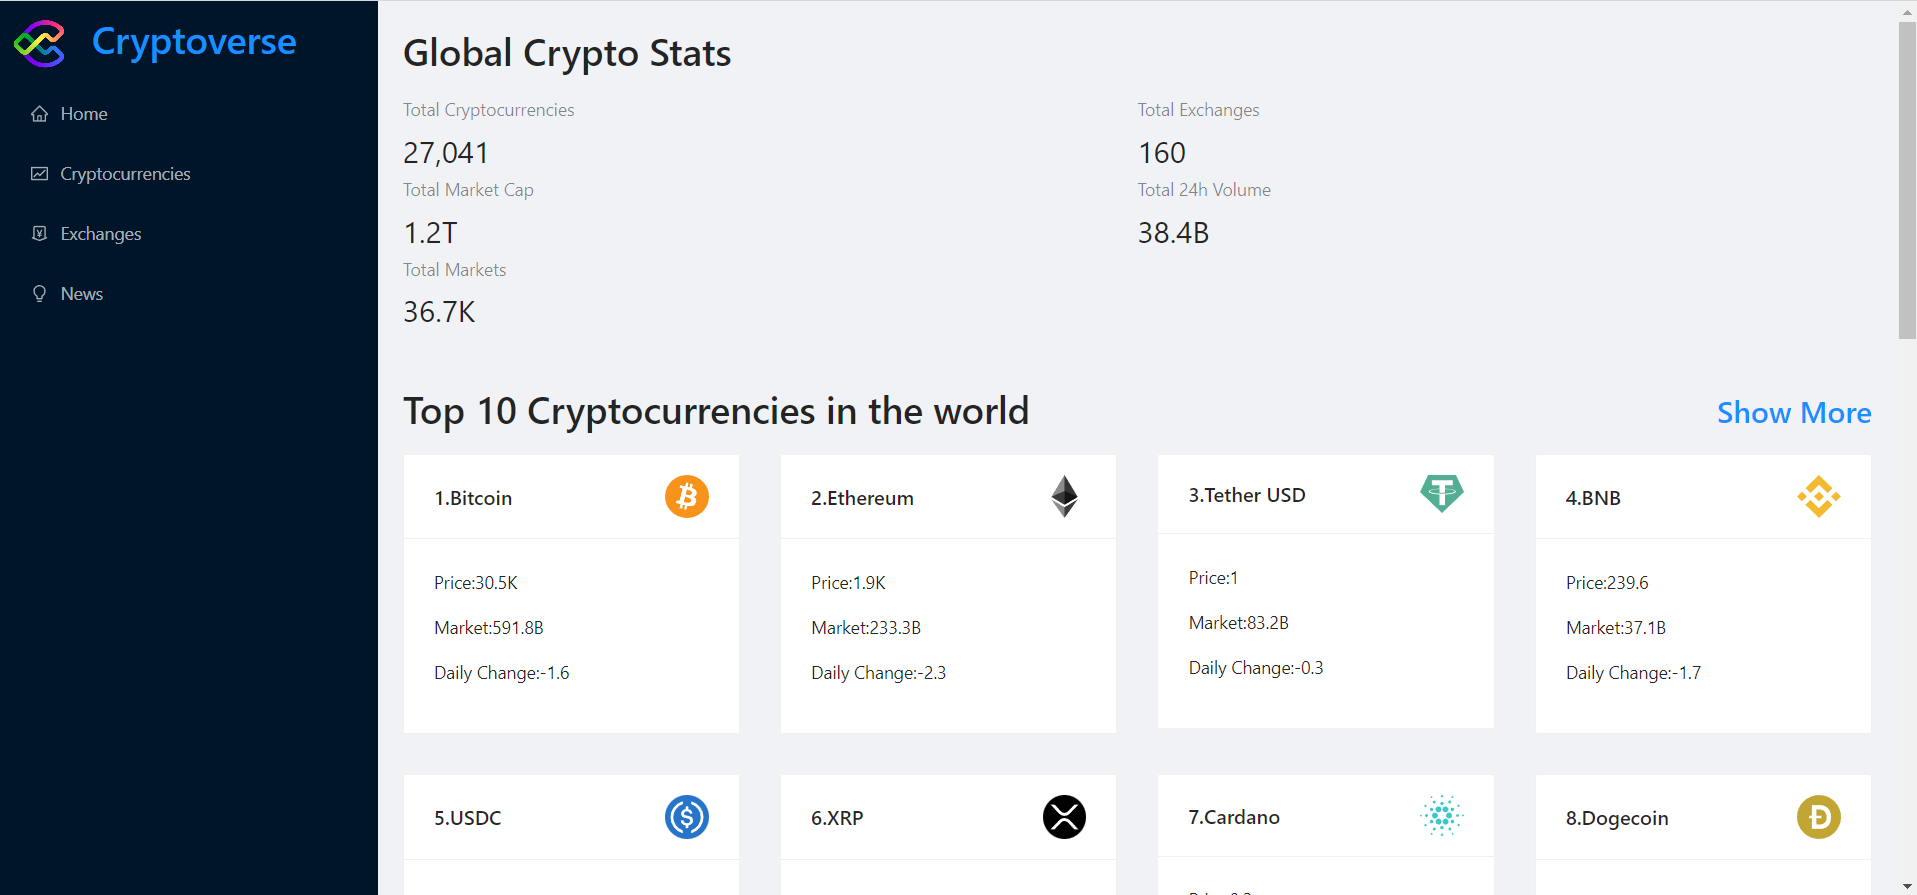 Cryptoverse
Home
Cryptocurrencies
Exchanges
News
Global Crypto Stats
Total Cryptocurrencies
27,041
Total Exchanges
160
Total Market Cap
1.2T
Total 24h Volume
38.4B
Total Markets
36.7K
Top 10 Cryptocurrencies in the world
Show More
1.Bitcoin
Price:30.5K
Market:591.8B
Daily Change:-1.6
2.Ethereum
Price:1.9K
Market:233.3B
Daily Change:-2.3
3.Tether USD
Price:1
Market:83.2B
Daily Change:-0.3
4.BNB
Price:239.6
Market:37.1B
Daily Change:-1.7
5.USDC
6.XRP
7.Cardano
8.Dogecoin